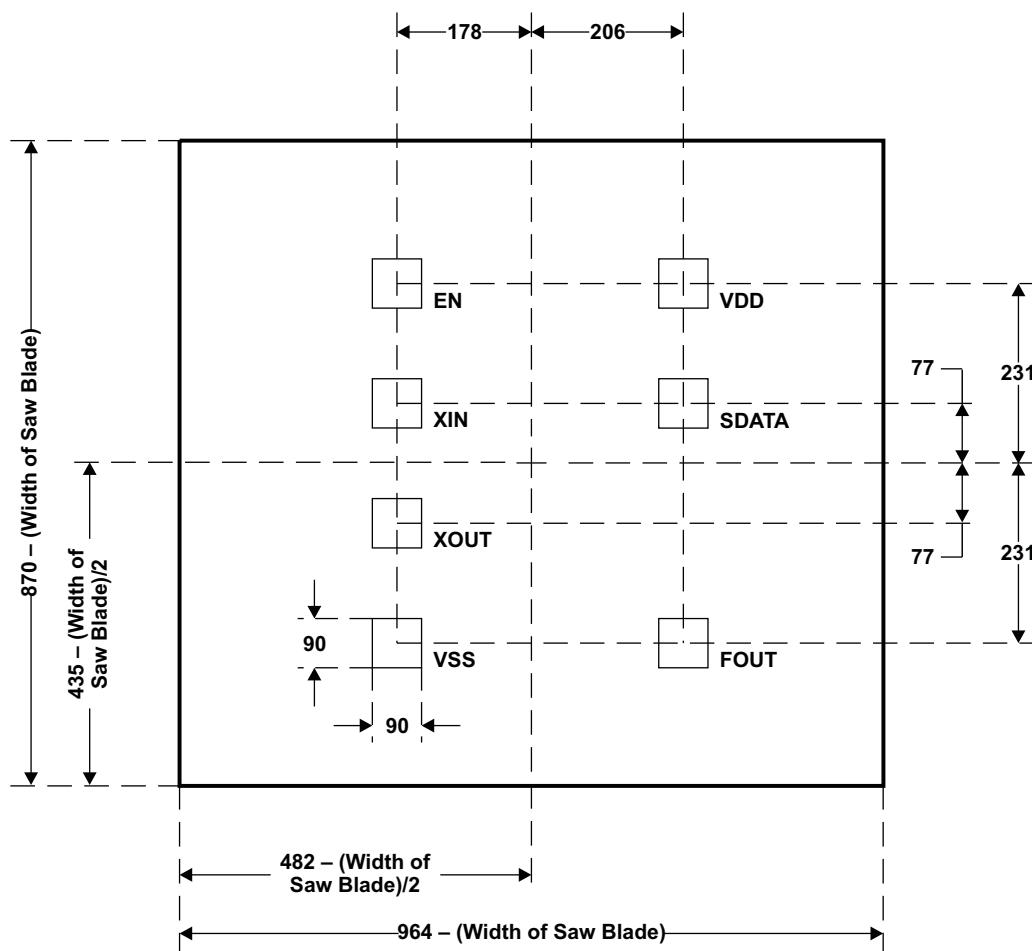 178
206
EN
VDD
77
231
XIN
SDATA
870 – (Width of Saw Blade)
435 – (Width of
Saw Blade)/2
XOUT
77
231
90
VSS
FOUT
90
482 – (Width of
Saw Blade)/2
964 – (Width of Saw Blade)